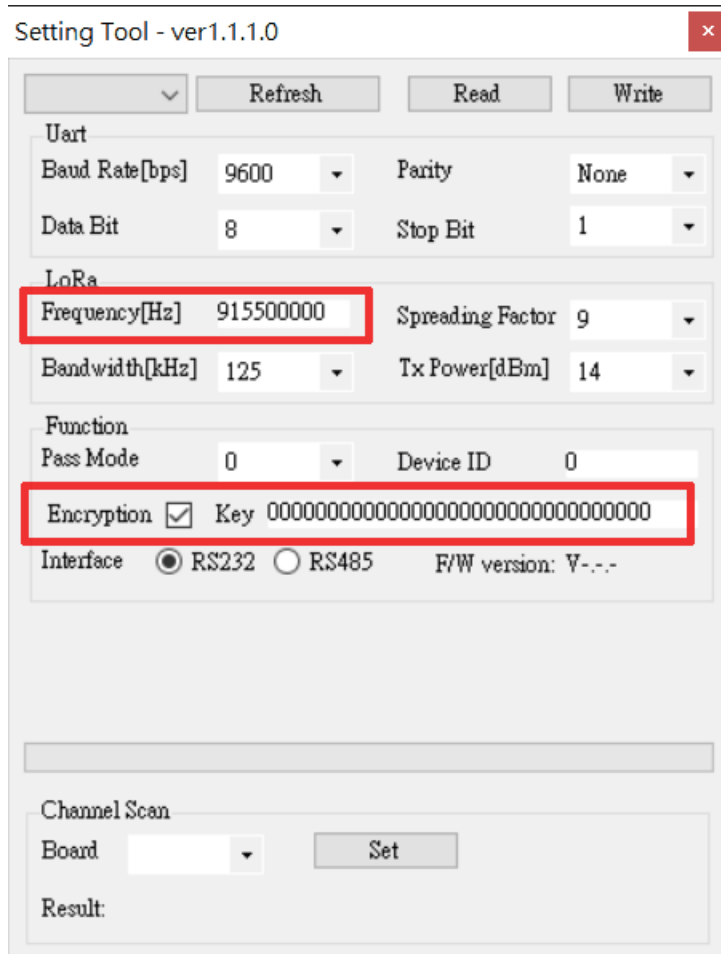 Setting Tool - ver1.1.1.0
Refresh Read Write
Uart
Baud Rate[bps] 9600 Parity None
Data Bit 8 Stop Bit 1
LoRa
Frequency[Hz] 915500000 Spreading Factor 9
Bandwidth[kHz] 125 Tx Power[dBm] 14
Function
Pass Mode 0 Device ID 0
Encryption Key 00000000000000000000000000000000
Interface RS232 RS485 F/W version: V-.-.-
Channel Scan
Board Set
Result: